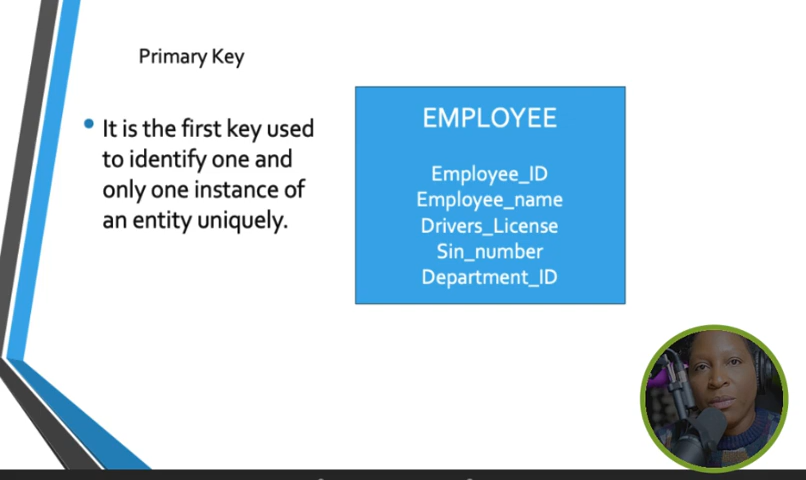 Primary Key
It is the first key used
to identify one and
only one instance of
an entity uniquely.
EMPLOYEE
Employee_ID
Employee_name
Drivers_License
Sin_number
Department_ID